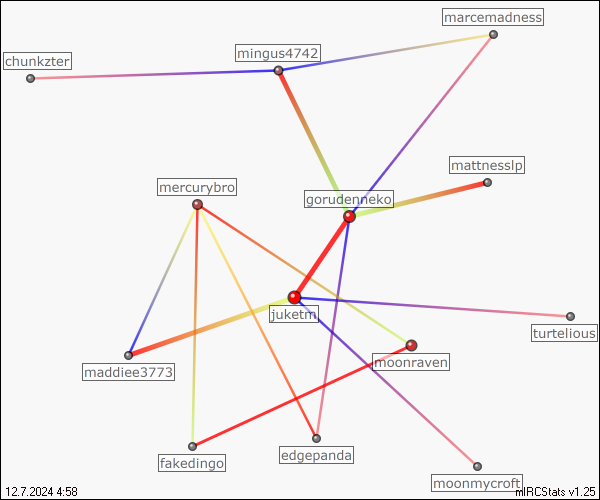 marcemadness
mingus4742
chunkzter
mattnesslp
mercurybro
gorudenneko
juketm
turtelious
moonraven
maddiee3773
edgepanda
fakedingo
moonmycroft
12.7.2024 4:58
mIRCStats v1.25